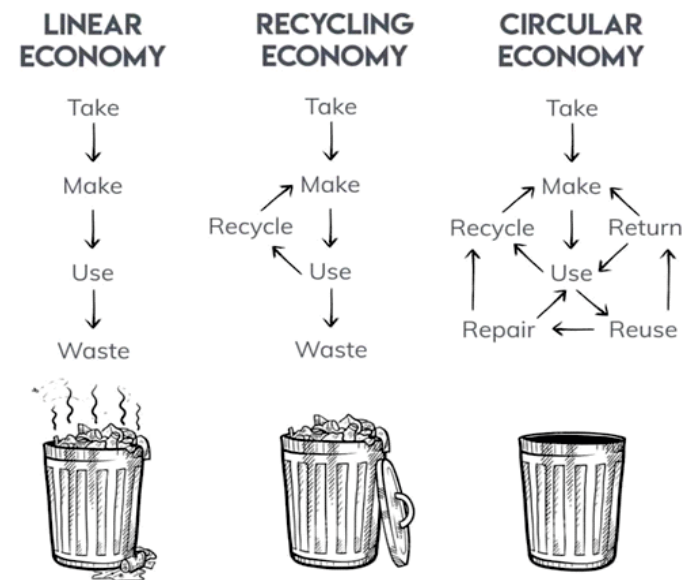 LINEAR
ECONOMY
Take
Make
Use
Waste
RECYCLING
ECONOMY
Take
Make
Recycle
Use
Waste
CIRCULAR
ECONOMY
Take
Make
Recycle
Return
Use
Repair
Reuse